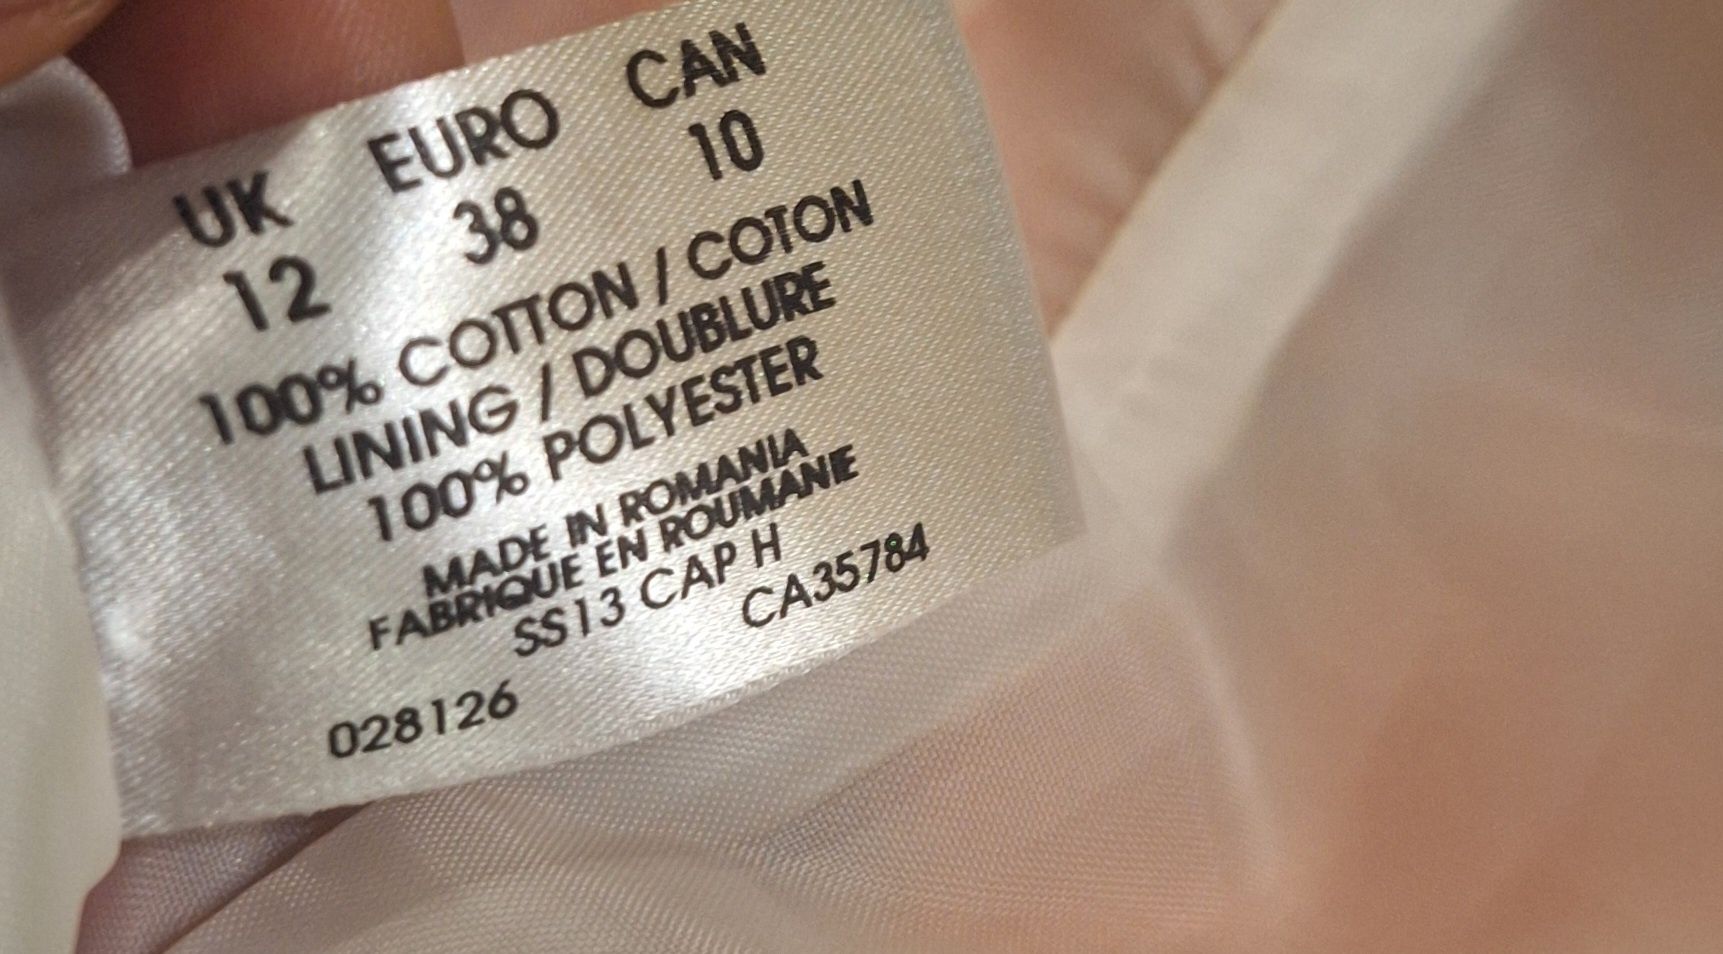 UK EURO CAN
12 38 10
100% COTTON / COTON
LINING / DOUBLURE
100% POLYESTER
MADE IN ROMANIA
FABRIQUE EN ROUMANIE
SS13 CAP H
CA35784
028126